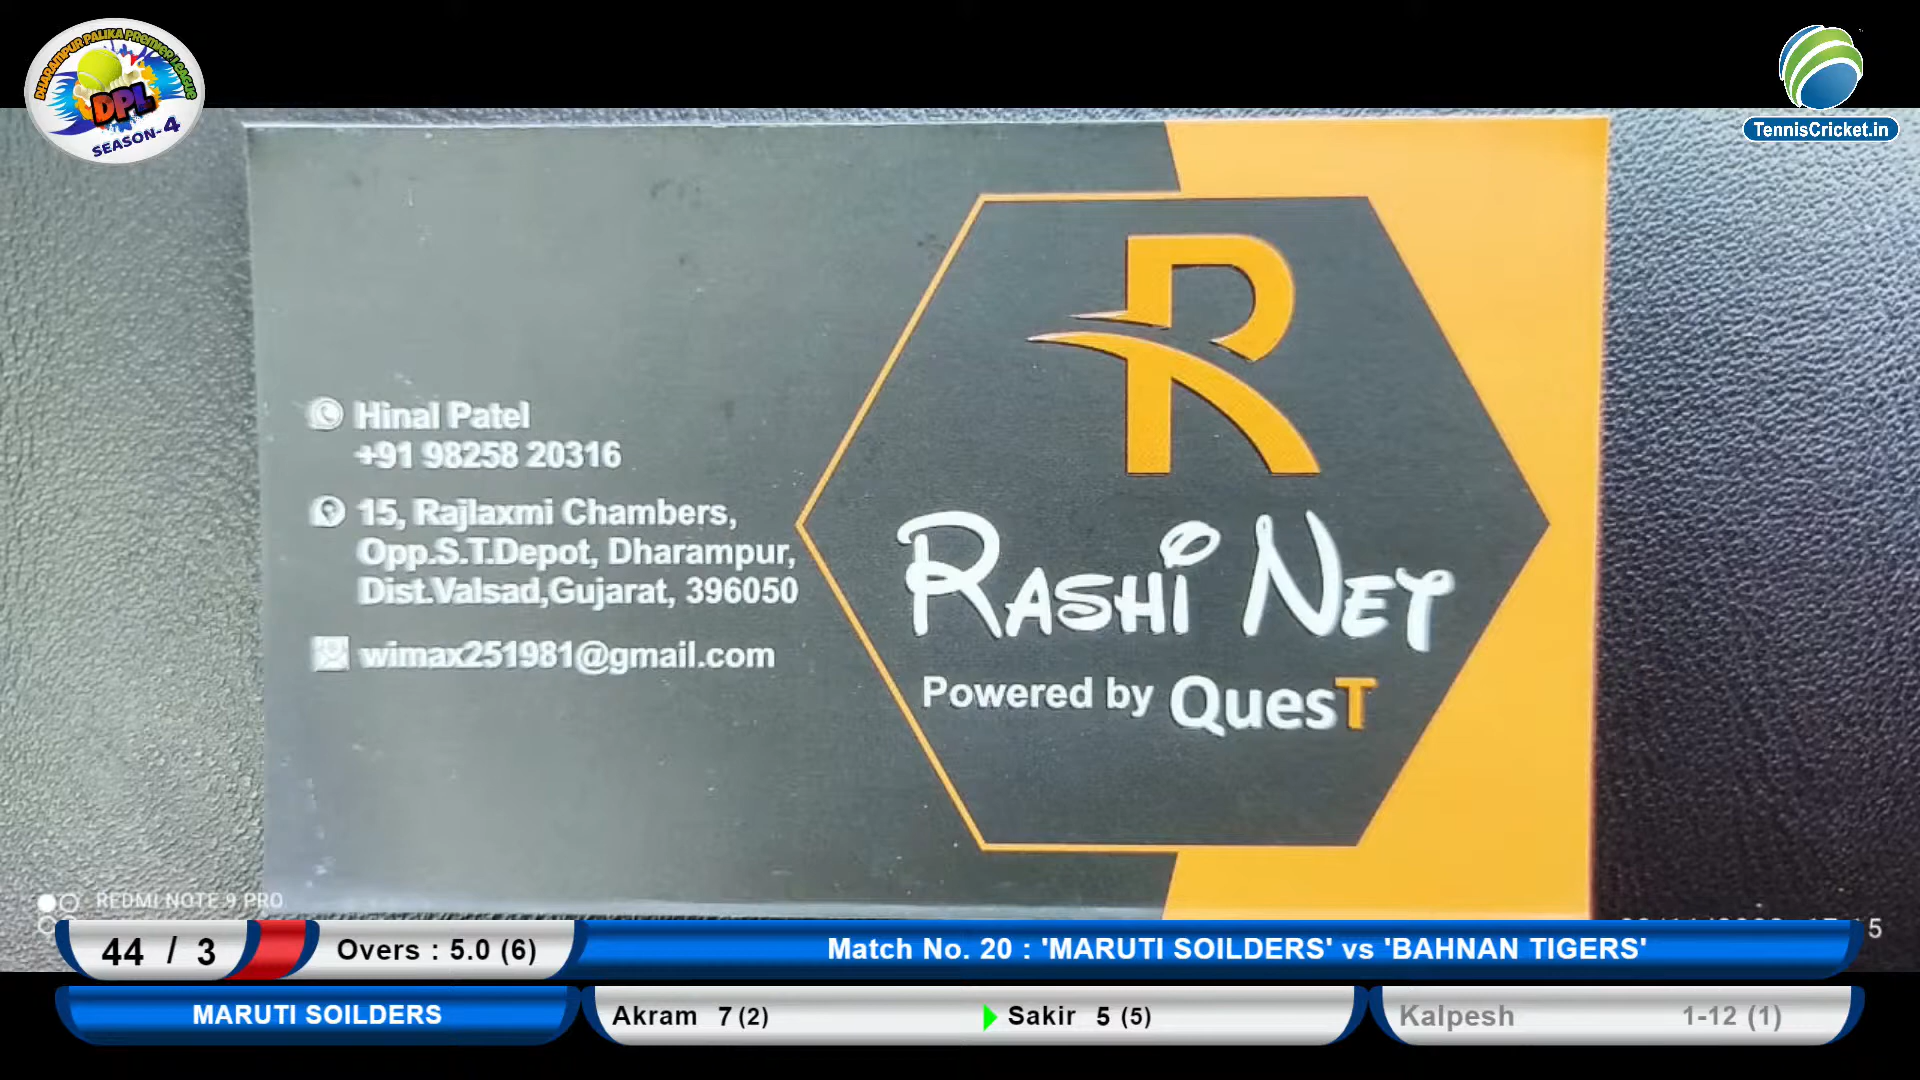 DHARAMPUR PALIKA PREMIER LEAGUE
DPL
SEASON-4
TennisCricket.in
R
Hinal Patel
+91 98258 20316
15, Rajlaxmi Chambers,
Opp.S.T.Depot, Dharampur,
Dist.Valsad,Gujarat, 396050
wimax251981@gmail.com
RASHI NET
Powered by QuesT
REDMI NOTE 9 PRO
44 / 3
Overs : 5.0 (6)
Match No. 20 : 'MARUTI SOILDERS' vs 'BAHNAN TIGERS'
MARUTI SOILDERS
Akram 7 (2)
Sakir 5 (5)
Kalpesh 1-12 (1)